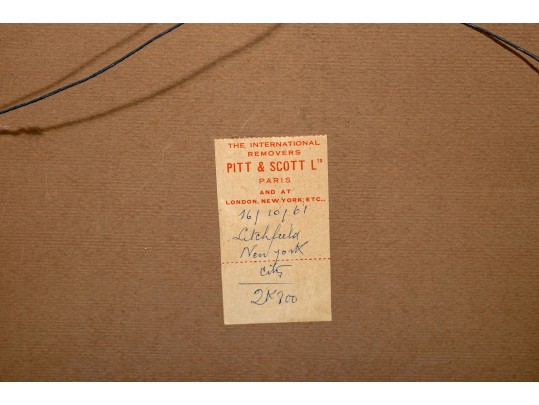 THE INTERNATIONAL
REMOVERS
PITT & SCOTT LTD
PARIS
AND AT
LONDON, NEW YORK, ETC.,
16/10/61
Litchfield
New York
City
2K700